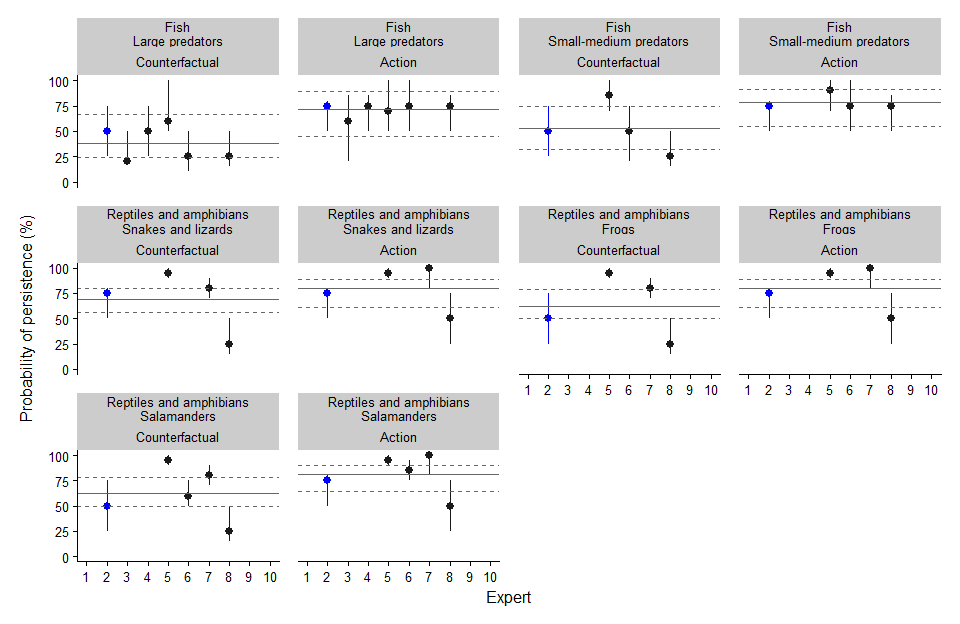 Fish
Large predators
Counterfactual
Fish
Large predators
Action
Fish
Small-medium predators
Counterfactual
Fish
Small-medium predators
Action
100
75
50
25
0
Reptiles and amphibians
Snakes and lizards
Counterfactual
Reptiles and amphibians
Snakes and lizards
Action
Reptiles and amphibians
Frogs
Counterfactual
Reptiles and amphibians
Frogs
Action
Probability of persistence (%)
100
75
50
25
0
1 2 3 4 5 6 7 8 9 10
1 2 3 4 5 6 7 8 9 10
Reptiles and amphibians
Salamanders
Counterfactual
Reptiles and amphibians
Salamanders
Action
100
75
50
25
0
1 2 3 4 5 6 7 8 9 10
1 2 3 4 5 6 7 8 9 10
Expert